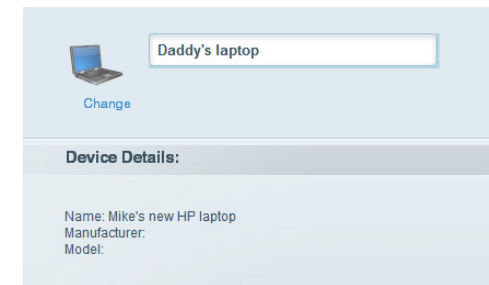 Daddy's laptop
Change
Device Details:
Name: Mike's new HP laptop
Manufacturer:
Model: